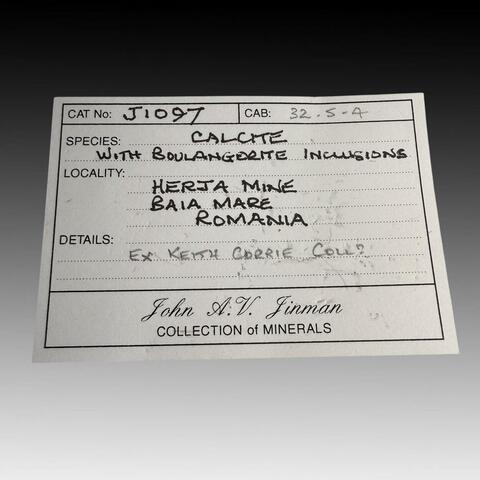 CAT No: J1097 CAB: 32.5-4
SPECIES: CALCITE
WITH BOULANGERITE INCLUSIONS
LOCALITY:
HERJA MINE
BAIA MARE
ROMANIA
DETAILS:
EX KEITH CORRIE COLLN
John A.V. Jinman
COLLECTION of MINERALS